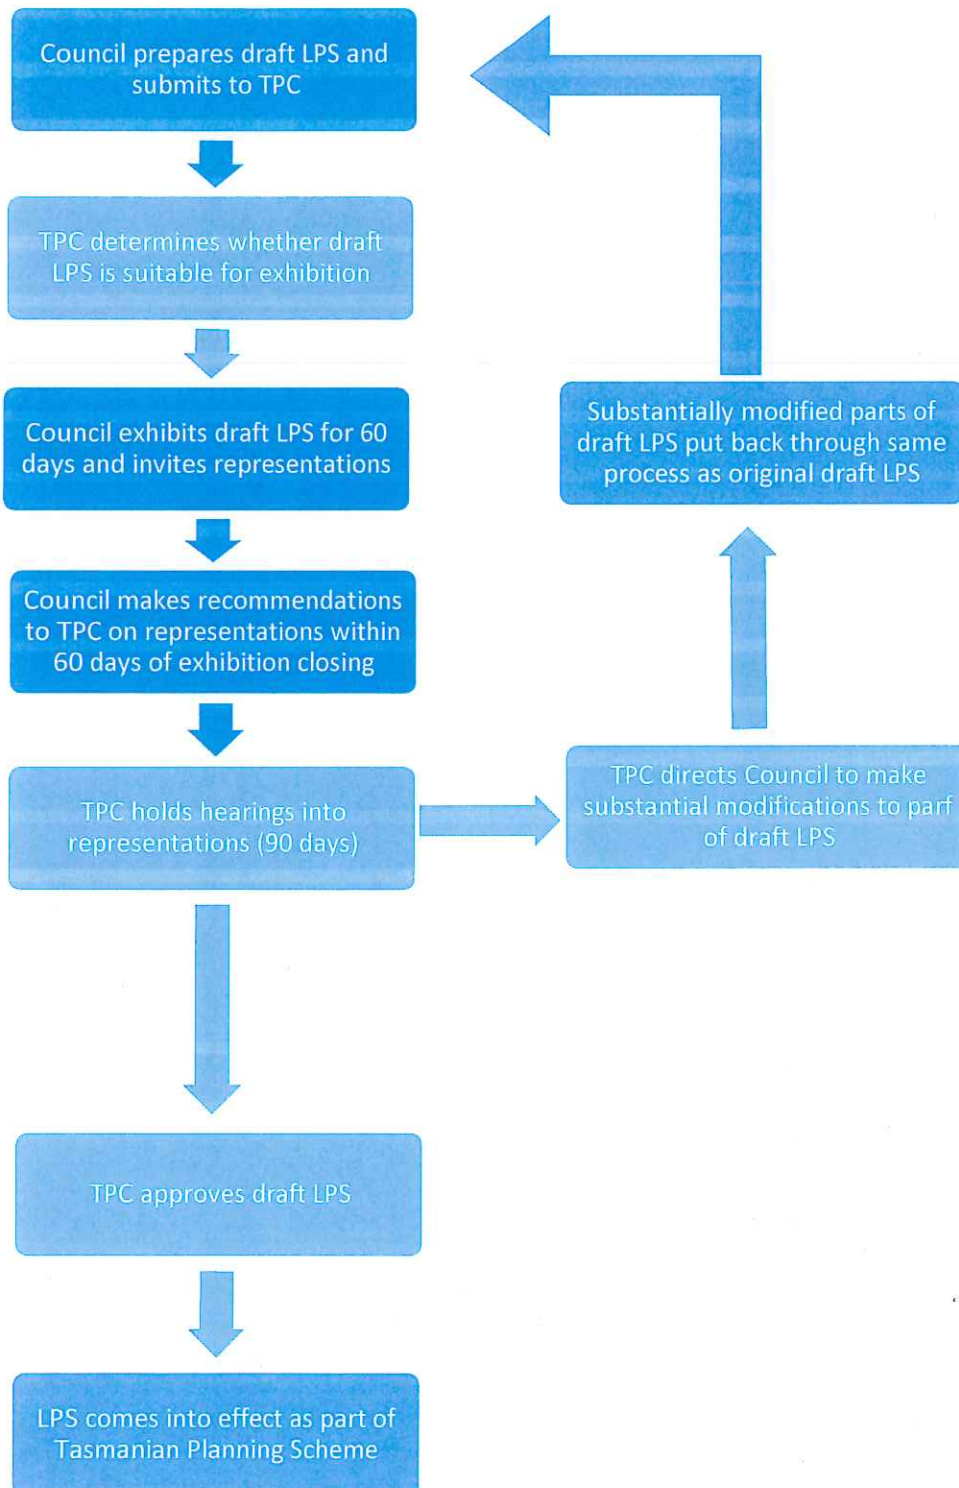 Council prepares draft LPS and
submits to TPC
TPC determines whether draft
LPS is suitable for exhibition
Council exhibits draft LPS for 60
days and invites representations
Council makes recommendations
to TPC on representations within
60 days of exhibition closing
TPC holds hearings into
representations (90 days)
TPC directs Council to make
substantial modifications to part
of draft LPS
Substantially modified parts of
draft LPS put back through same
process as original draft LPS
TPC approves draft LPS
LPS comes into effect as part of
Tasmanian Planning Scheme